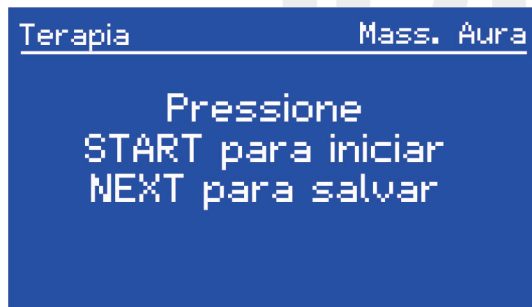 Terapia Mass. Aura
Pressione
START para iniciar
NEXT para salvar